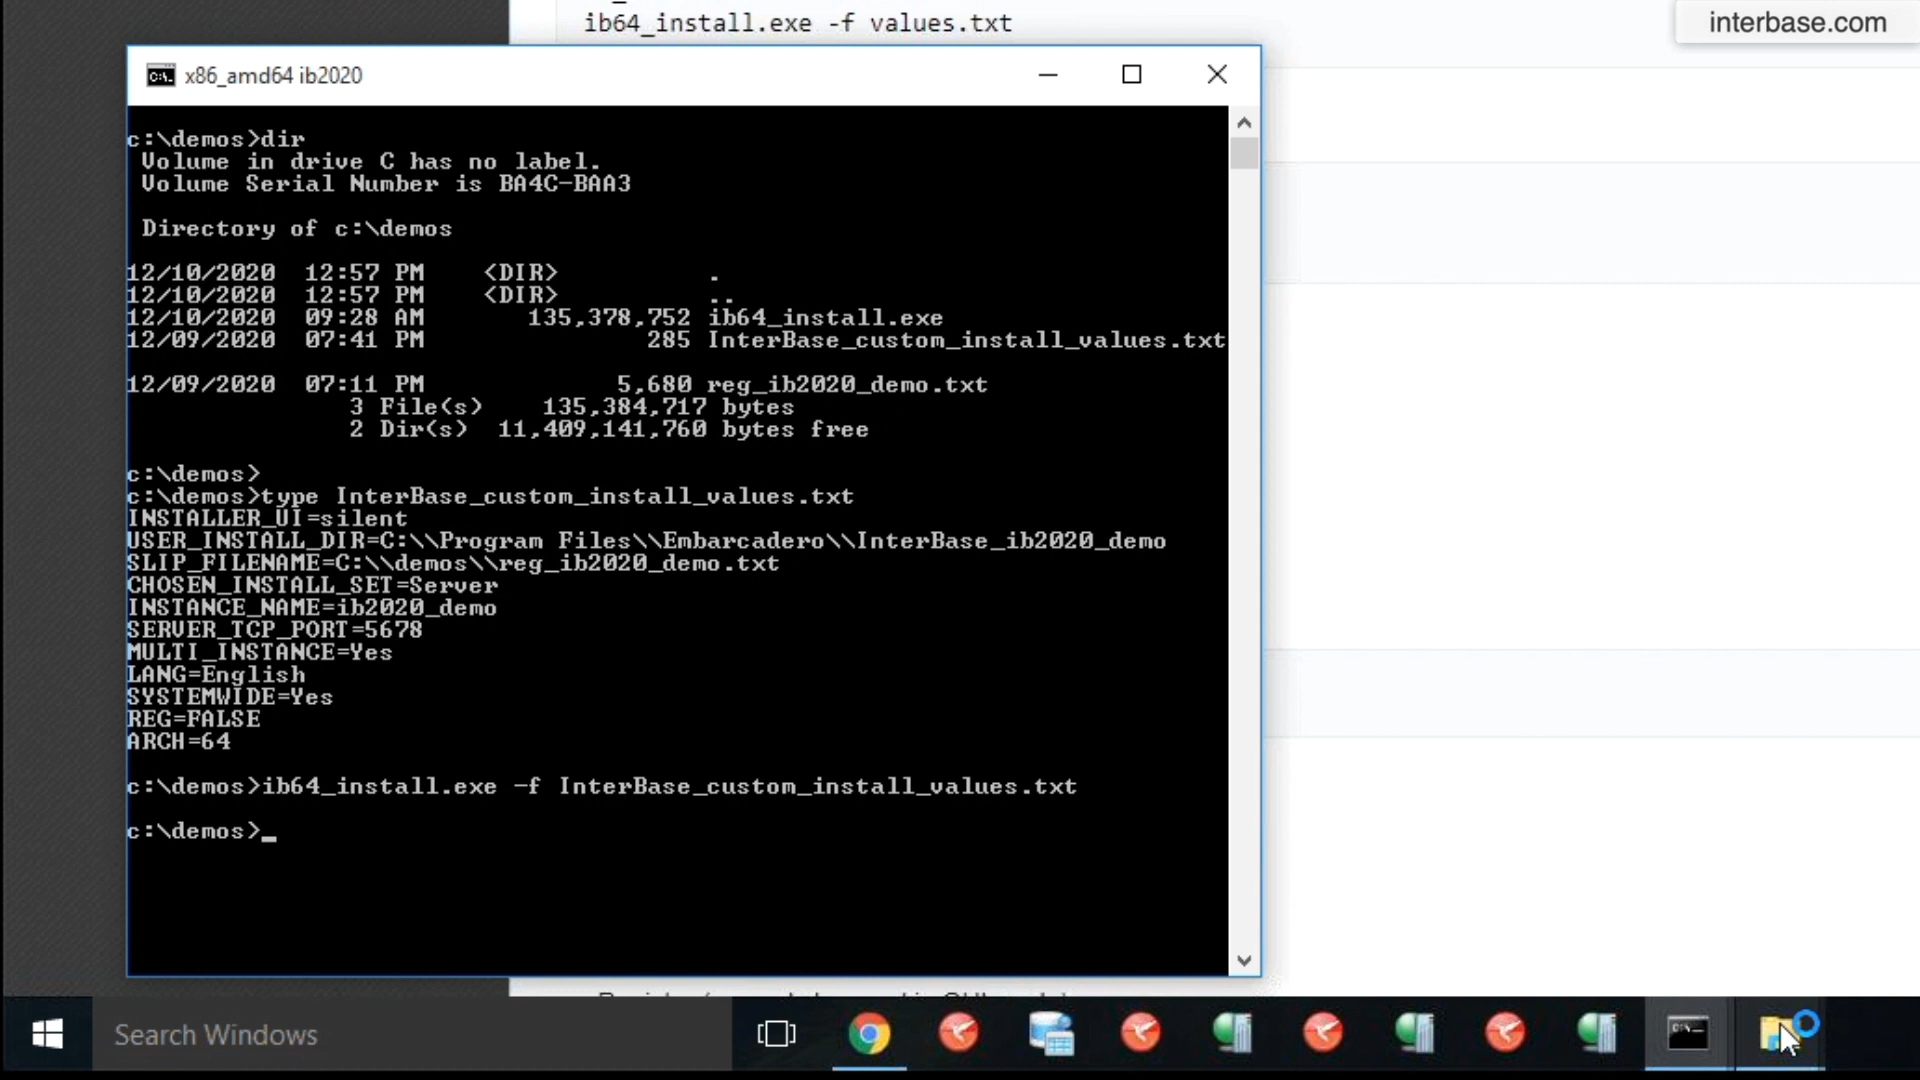 ib64_install.exe -f values.txt
interbase.com
x86_amd64 ib2020
c:\demos>dir
Volume in drive C has no label.
Volume Serial Number is BA4C-BAA3
Directory of c:\demos
12/10/2020 12:57 PM <DIR> .
12/10/2020 12:57 PM <DIR> ..
12/10/2020 09:28 AM 135,378,752 ib64_install.exe
12/09/2020 07:41 PM 285 InterBase_custom_install_values.txt
12/09/2020 07:11 PM 5,680 reg_ib2020_demo.txt
3 File(s) 135,384,717 bytes
2 Dir(s) 11,409,141,760 bytes free
c:\demos>
c:\demos>type InterBase_custom_install_values.txt
INSTALLER_UI=silent
USER_INSTALL_DIR=C:\\Program Files\\Embarcadero\\InterBase_ib2020_demo
SLIP_FILENAME=C:\\demos\\reg_ib2020_demo.txt
CHOSEN_INSTALL_SET=Server
INSTANCE_NAME=ib2020_demo
SERVER_TCP_PORT=5678
MULTI_INSTANCE=Yes
LANG=English
SYSTEMWIDE=Yes
REG=FALSE
ARCH=64
c:\demos>ib64_install.exe -f InterBase_custom_install_values.txt
c:\demos>_
Search Windows